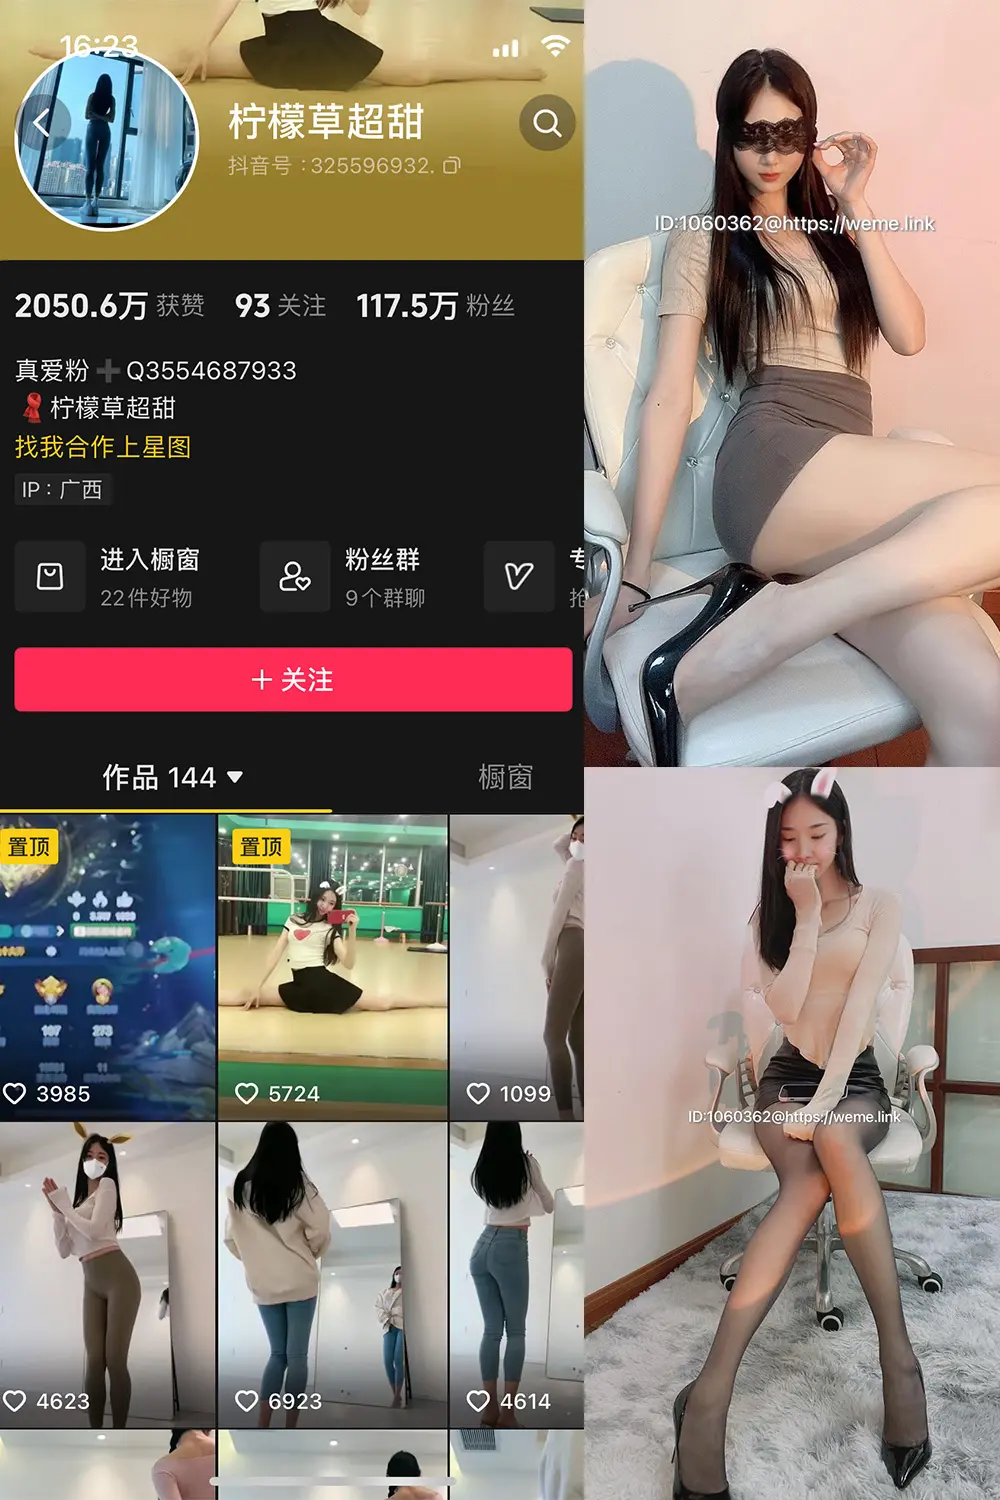 16:23
柠檬草超甜
抖音号：325596932.
2050.6万 获赞 93 关注 117.5万 粉丝
真爱粉➕Q3554687933
🧣柠檬草超甜
找我合作上星图
IP：广西
进入橱窗
22件好物
粉丝群
9个群聊
专
抢
＋关注
作品 144
橱窗
置顶
置顶
3985
5724
1099
4623
6923
4614
ID:1060362@https://weme.link
ID:1060362@https://weme.link